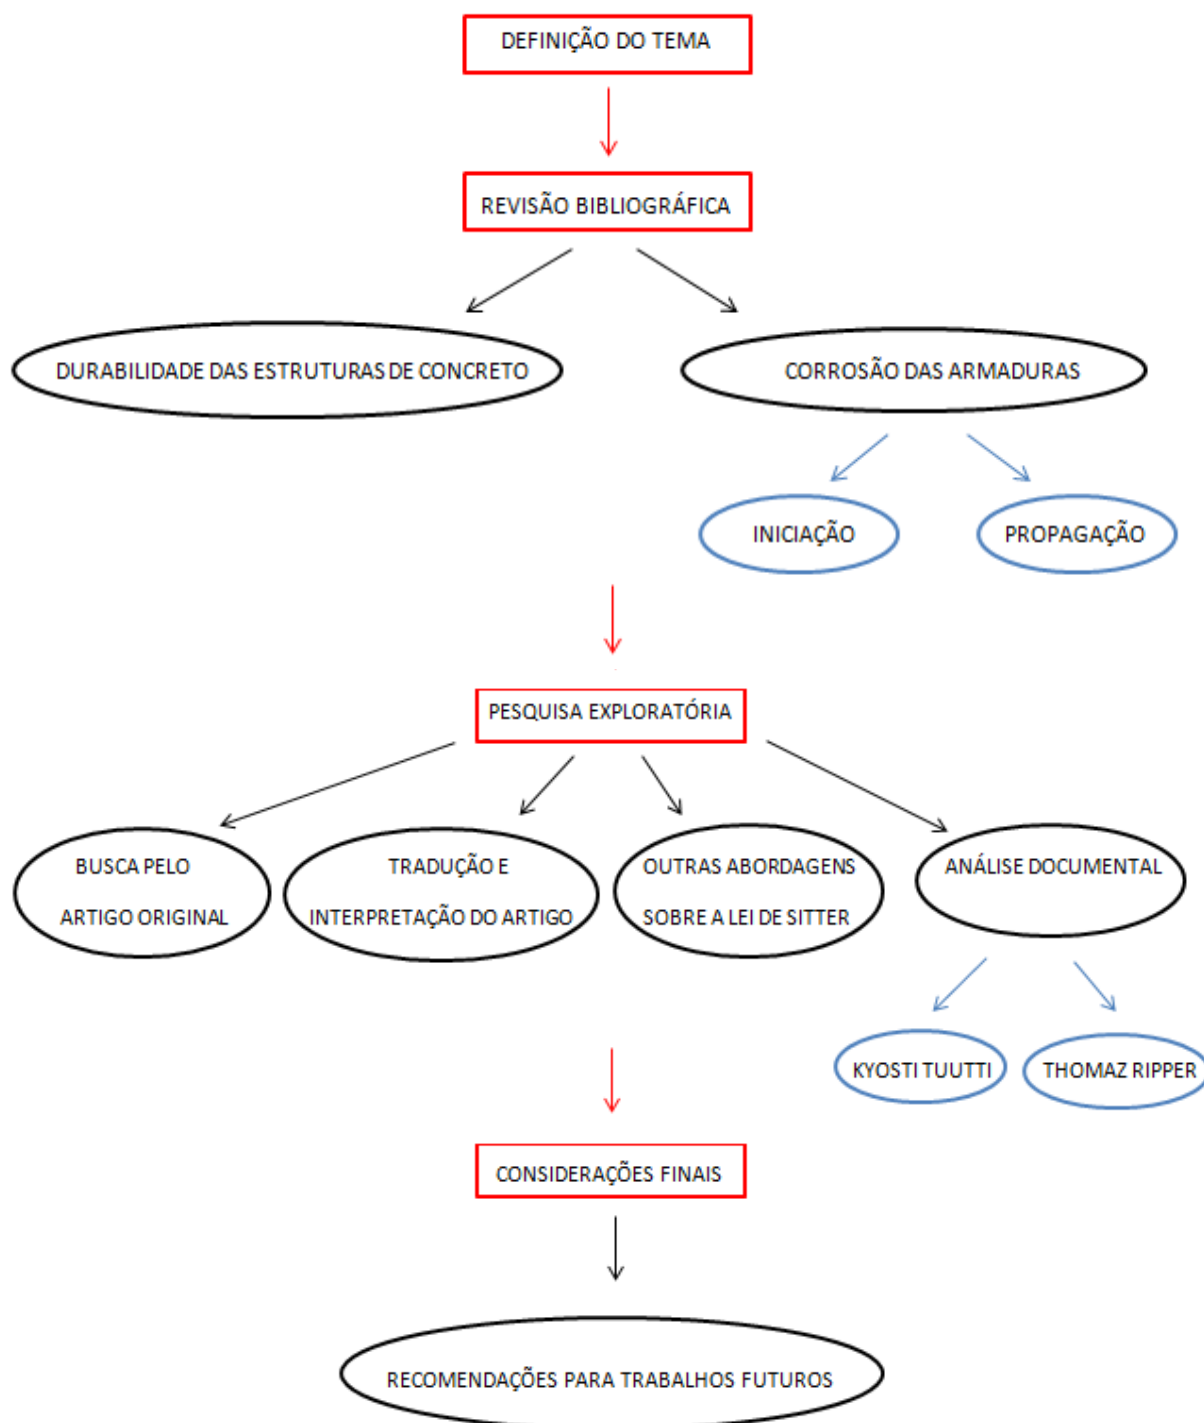 DEFINIÇÃO DO TEMA
REVISÃO BIBLIOGRÁFICA
DURABILIDADE DAS ESTRUTURAS DE CONCRETO
CORROSÃO DAS ARMADURAS
INICIAÇÃO
PROPAGAÇÃO
PESQUISA EXPLORATÓRIA
BUSCA PELO
ARTIGO ORIGINAL
TRADUÇÃO E
INTERPRETAÇÃO DO ARTIGO
OUTRAS ABORDAGENS
SOBRE A LEI DE SITTER
ANÁLISE DOCUMENTAL
KYOSTI TUUTTI
THOMAZ RIPPER
CONSIDERAÇÕES FINAIS
RECOMENDAÇÕES PARA TRABALHOS FUTUROS